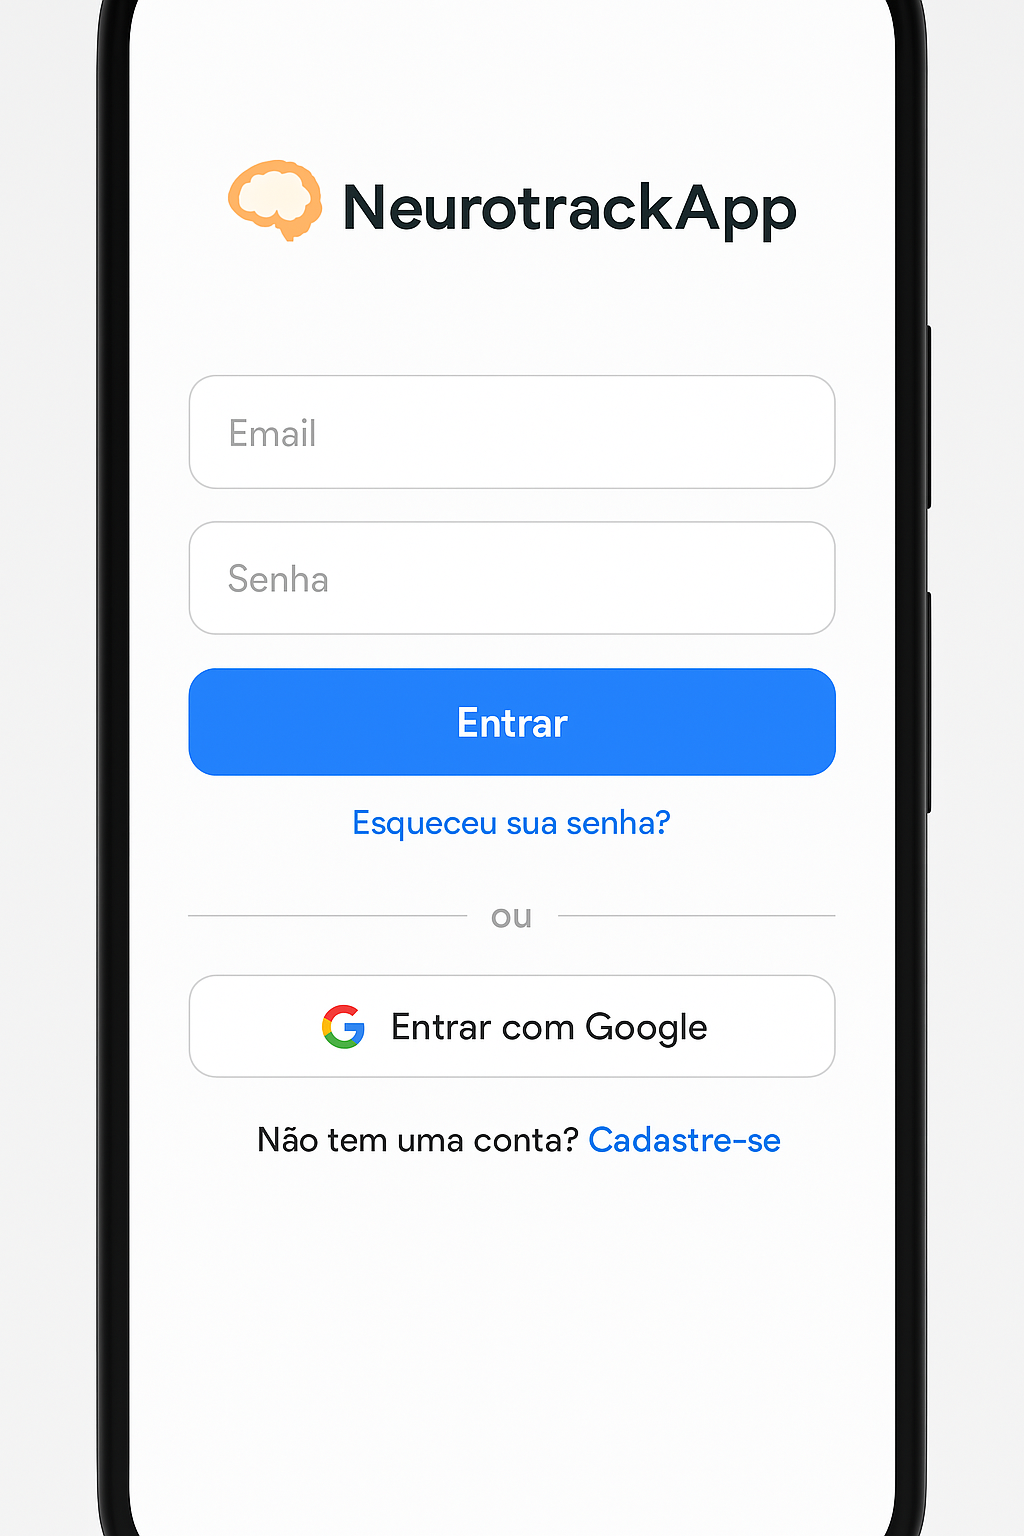 NeurotrackApp
Email
Senha
Entrar
Esqueceu sua senha?
ou
Entrar com Google
Não tem uma conta? Cadastre-se